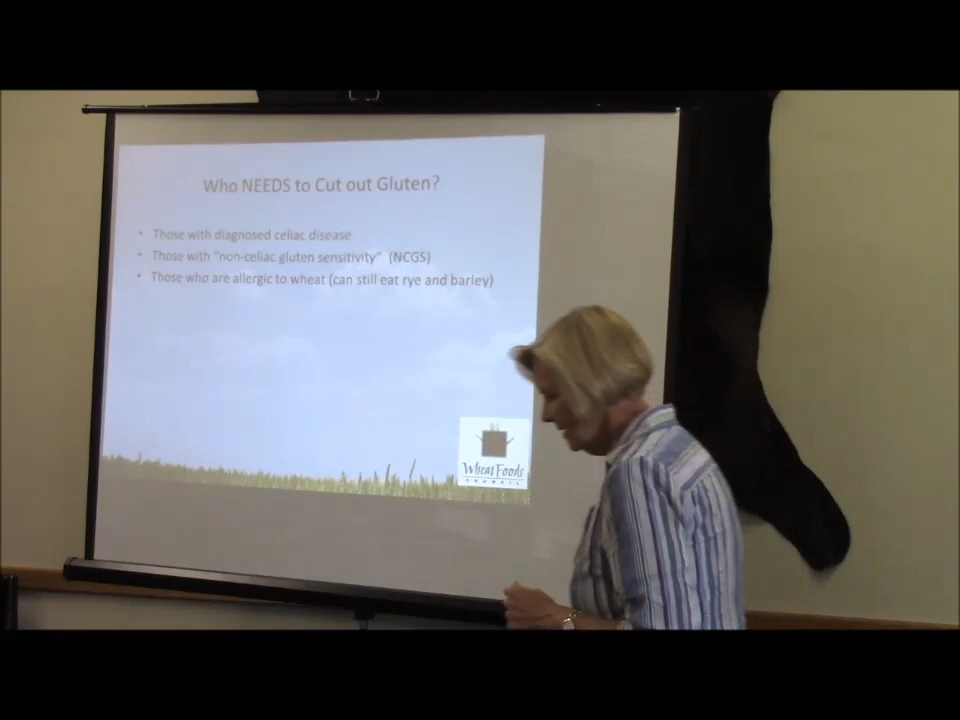 Who NEEDS to Cut out Gluten?
• Those with diagnosed celiac disease
• Those with "non-celiac gluten sensitivity" (NCGS)
• Those who are allergic to wheat (can still eat rye and barley)
Wheat Foods
COUNCIL